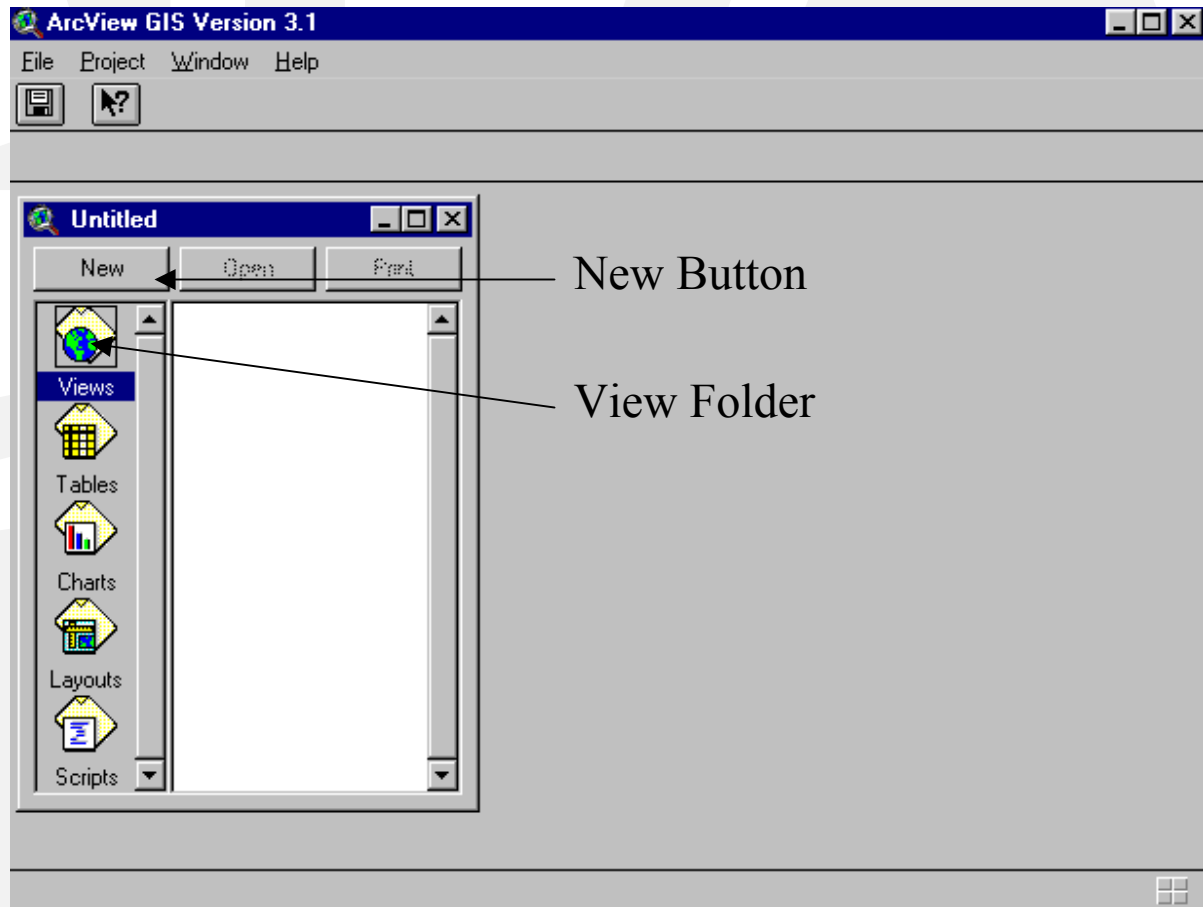 ArcView GIS Version 3.1
File Project Window Help
Untitled
New Open Print
New Button
Views
View Folder
Tables
Charts
Layouts
Scripts